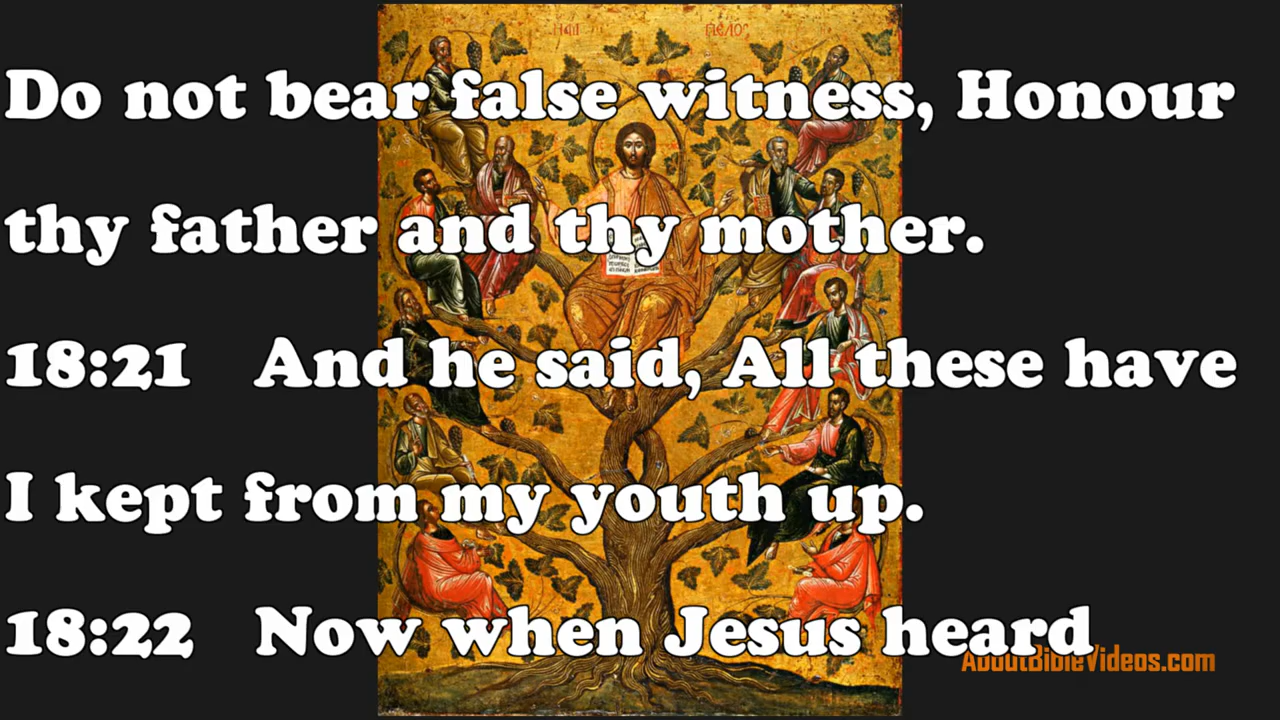 Do not bear false witness, Honour
thy father and thy mother.
18:21 And he said, All these have
I kept from my youth up.
18:22 Now when Jesus heard
AboutBibleVideos.com